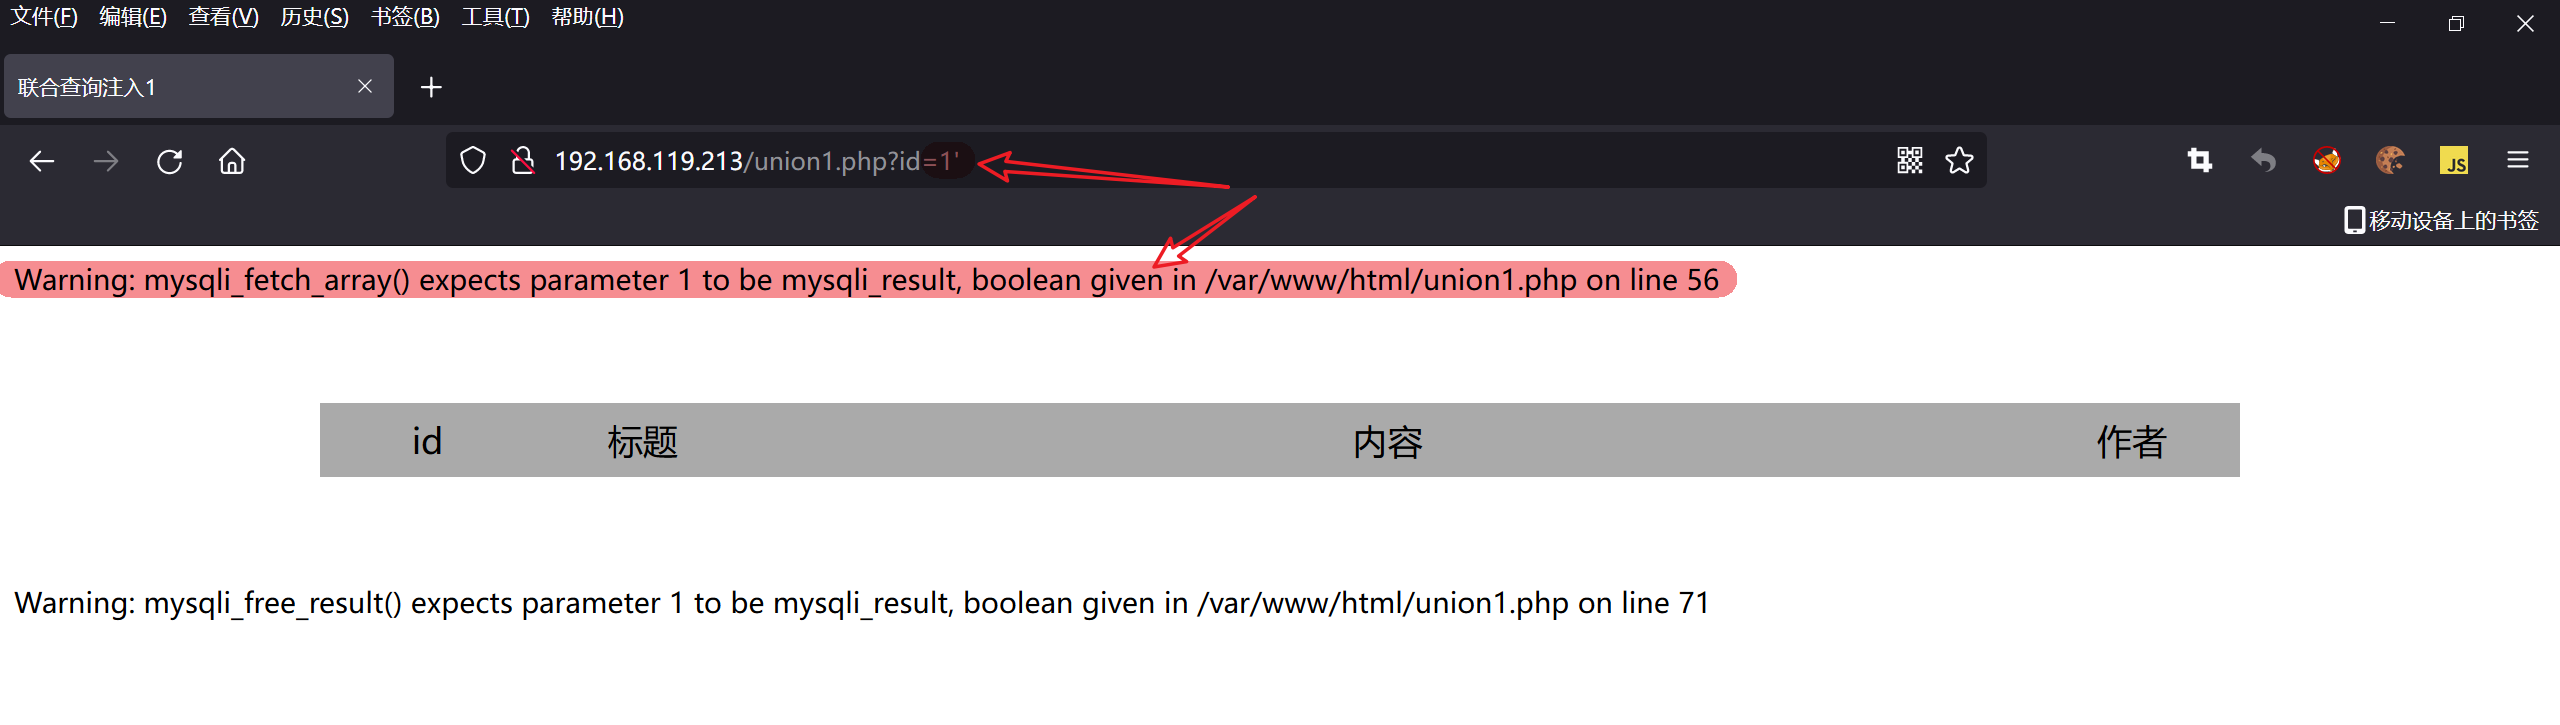 文件(F) 编辑(E) 查看(V) 历史(S) 书签(B) 工具(T) 帮助(H)
联合查询注入1
192.168.119.213/union1.php?id=1'
JS
移动设备上的书签
Warning: mysqli_fetch_array() expects parameter 1 to be mysqli_result, boolean given in /var/www/html/union1.php on line 56
id 标题 内容 作者
Warning: mysqli_free_result() expects parameter 1 to be mysqli_result, boolean given in /var/www/html/union1.php on line 71